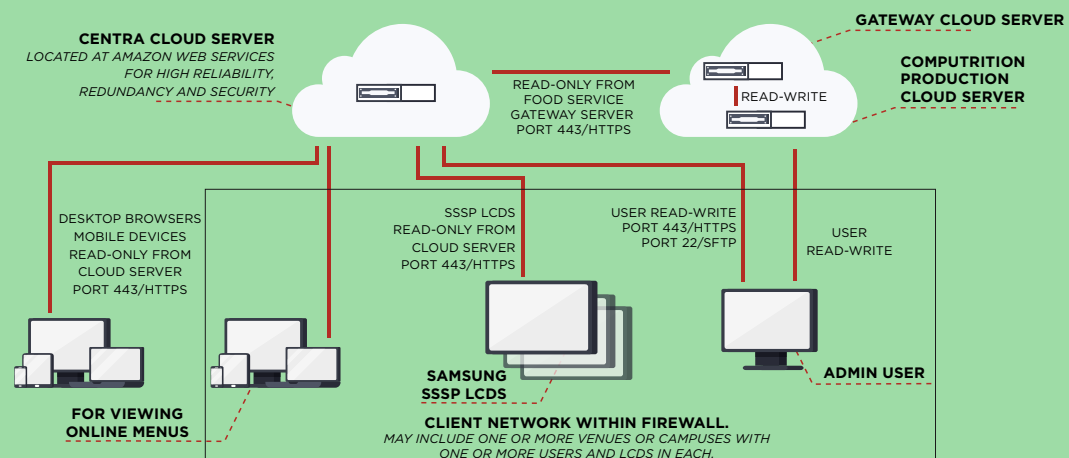 CENTRA CLOUD SERVER
LOCATED AT AMAZON WEB SERVICES
FOR HIGH RELIABILITY,
REDUNDANCY AND SECURITY
READ-ONLY FROM
FOOD SERVICE
GATEWAY SERVER
PORT 443/HTTPS
READ-WRITE
GATEWAY CLOUD SERVER
COMPUTRITION
PRODUCTION
CLOUD SERVER
DESKTOP BROWSERS
MOBILE DEVICES
READ-ONLY FROM
CLOUD SERVER
PORT 443/HTTPS
SSSP LCDS
READ-ONLY FROM
CLOUD SERVER
PORT 443/HTTPS
USER READ-WRITE
PORT 443/HTTPS
PORT 22/SFTP
USER
READ-WRITE
FOR VIEWING
ONLINE MENUS
SAMSUNG
SSSP LCDS
ADMIN USER
CLIENT NETWORK WITHIN FIREWALL.
MAY INCLUDE ONE OR MORE VENUES OR CAMPUSES WITH
ONE OR MORE USERS AND LCDS IN EACH.